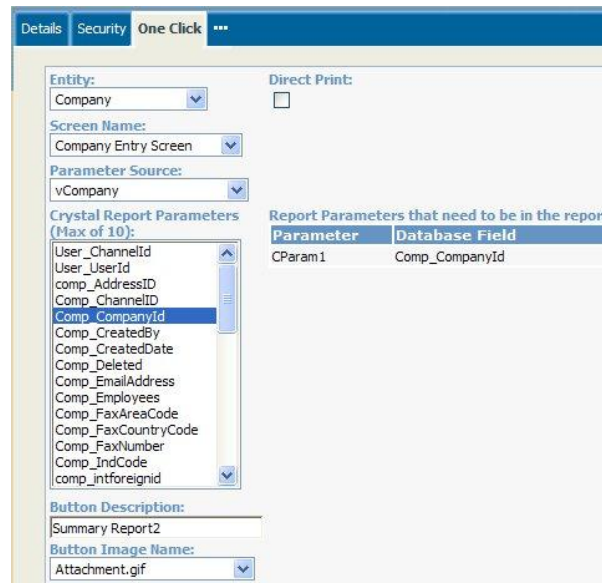 Details Security One Click ...
Entity: Direct Print:
Company
Screen Name:
Company Entry Screen
Parameter Source:
vCompany
Crystal Report Parameters Report Parameters that need to be in the repor
(Max of 10): Parameter Database Field
User_ChannelId CParam1 Comp_CompanyId
User_UserId
comp_AddressID
Comp_ChannelID
Comp_CompanyId
Comp_CreatedBy
Comp_CreatedDate
Comp_Deleted
Comp_EmailAddress
Comp_Employees
Comp_FaxAreaCode
Comp_FaxCountryCode
Comp_FaxNumber
Comp_IndCode
comp_intforeignid
Button Description:
Summary Report2
Button Image Name:
Attachment.gif